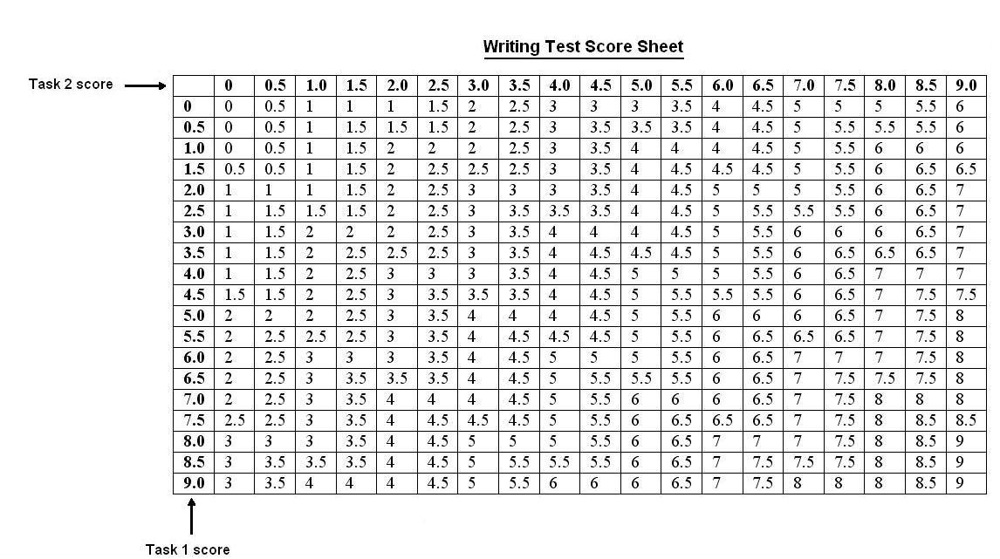 Writing Test Score Sheet
Task 2 score
0 0.5 1.0 1.5 2.0 2.5 3.0 3.5 4.0 4.5 5.0 5.5 6.0 6.5 7.0 7.5 8.0 8.5 9.0
0 0 0.5 1 1 1 1.5 2 2.5 3 3 3 3.5 4 4.5 5 5 5 5.5 6
0.5 0 0.5 1 1.5 1.5 1.5 2 2.5 3 3.5 3.5 3.5 4 4.5 5 5.5 5.5 5.5 6
1.0 0 0.5 1 1.5 2 2 2 2.5 3 3.5 4 4 4 4.5 5 5.5 6 6 6
1.5 0.5 0.5 1 1.5 2 2.5 2.5 2.5 3 3.5 4 4.5 4.5 4.5 5 5.5 6 6.5 6.5
2.0 1 1 1 1.5 2 2.5 3 3 3 3.5 4 4.5 5 5 5 5.5 6 6.5 7
2.5 1 1.5 1.5 1.5 2 2.5 3 3.5 3.5 3.5 4 4.5 5 5.5 5.5 5.5 6 6.5 7
3.0 1 1.5 2 2 2 2.5 3 3.5 4 4 4 4.5 5 5.5 6 6 6 6.5 7
3.5 1 1.5 2 2.5 2.5 2.5 3 3.5 4 4.5 4.5 4.5 5 5.5 6 6.5 6.5 6.5 7
4.0 1 1.5 2 2.5 3 3 3 3.5 4 4.5 5 5 5 5.5 6 6.5 7 7 7
4.5 1.5 1.5 2 2.5 3 3.5 3.5 3.5 4 4.5 5 5.5 5.5 5.5 6 6.5 7 7.5 7.5
5.0 2 2 2 2.5 3 3.5 4 4 4 4.5 5 5.5 6 6 6 6.5 7 7.5 8
5.5 2 2.5 2.5 2.5 3 3.5 4 4.5 4.5 4.5 5 5.5 6 6.5 6.5 6.5 7 7.5 8
6.0 2 2.5 3 3 3 3.5 4 4.5 5 5 5 5.5 6 6.5 7 7 7 7.5 8
6.5 2 2.5 3 3.5 3.5 3.5 4 4.5 5 5.5 5.5 5.5 6 6.5 7 7.5 7.5 7.5 8
7.0 2 2.5 3 3.5 4 4 4 4.5 5 5.5 6 6 6 6.5 7 7.5 8 8 8
7.5 2.5 2.5 3 3.5 4 4.5 4.5 4.5 5 5.5 6 6.5 6.5 6.5 7 7.5 8 8.5 8.5
8.0 3 3 3 3.5 4 4.5 5 5 5 5.5 6 6.5 7 7 7 7.5 8 8.5 9
8.5 3 3.5 3.5 3.5 4 4.5 5 5.5 5.5 5.5 6 6.5 7 7.5 7.5 7.5 8 8.5 9
9.0 3 3.5 4 4 4 4.5 5 5.5 6 6 6 6.5 7 7.5 8 8 8 8.5 9
Task 1 score